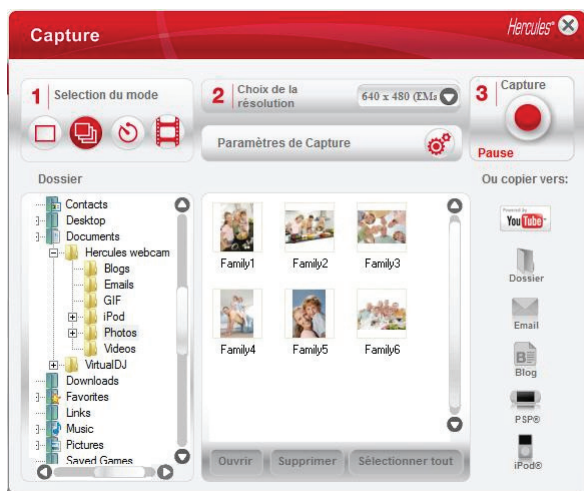 Capture
Hercules®
1 Selection du mode
2 Choix de la
résolution
640 x 480 (EMa
3 Capture
Pause
Paramètres de Capture
Dossier
Ou copier vers:
Contacts
Desktop
Documents
Hercules webcam
Blogs
Emails
GIF
iPod
Photos
Videos
VirtualDJ
Downloads
Favorites
Links
Music
Pictures
Saved Games
Family1
Family2
Family3
Family4
Family5
Family6
Ouvrir
Supprimer
Sélectionner tout
Powered by
YouTube
Dossier
Email
B
Blog
PSP®
iPod®